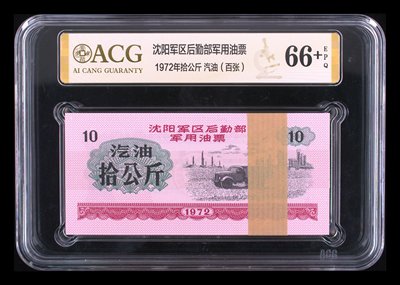 ACG
AI CANG GUARANTY
沈阳军区后勤部军用油票
1972年拾公斤 汽油（百张）
66+
EPQ
沈阳军区后勤部
军用油票
10
10
汽油
拾公斤
1972